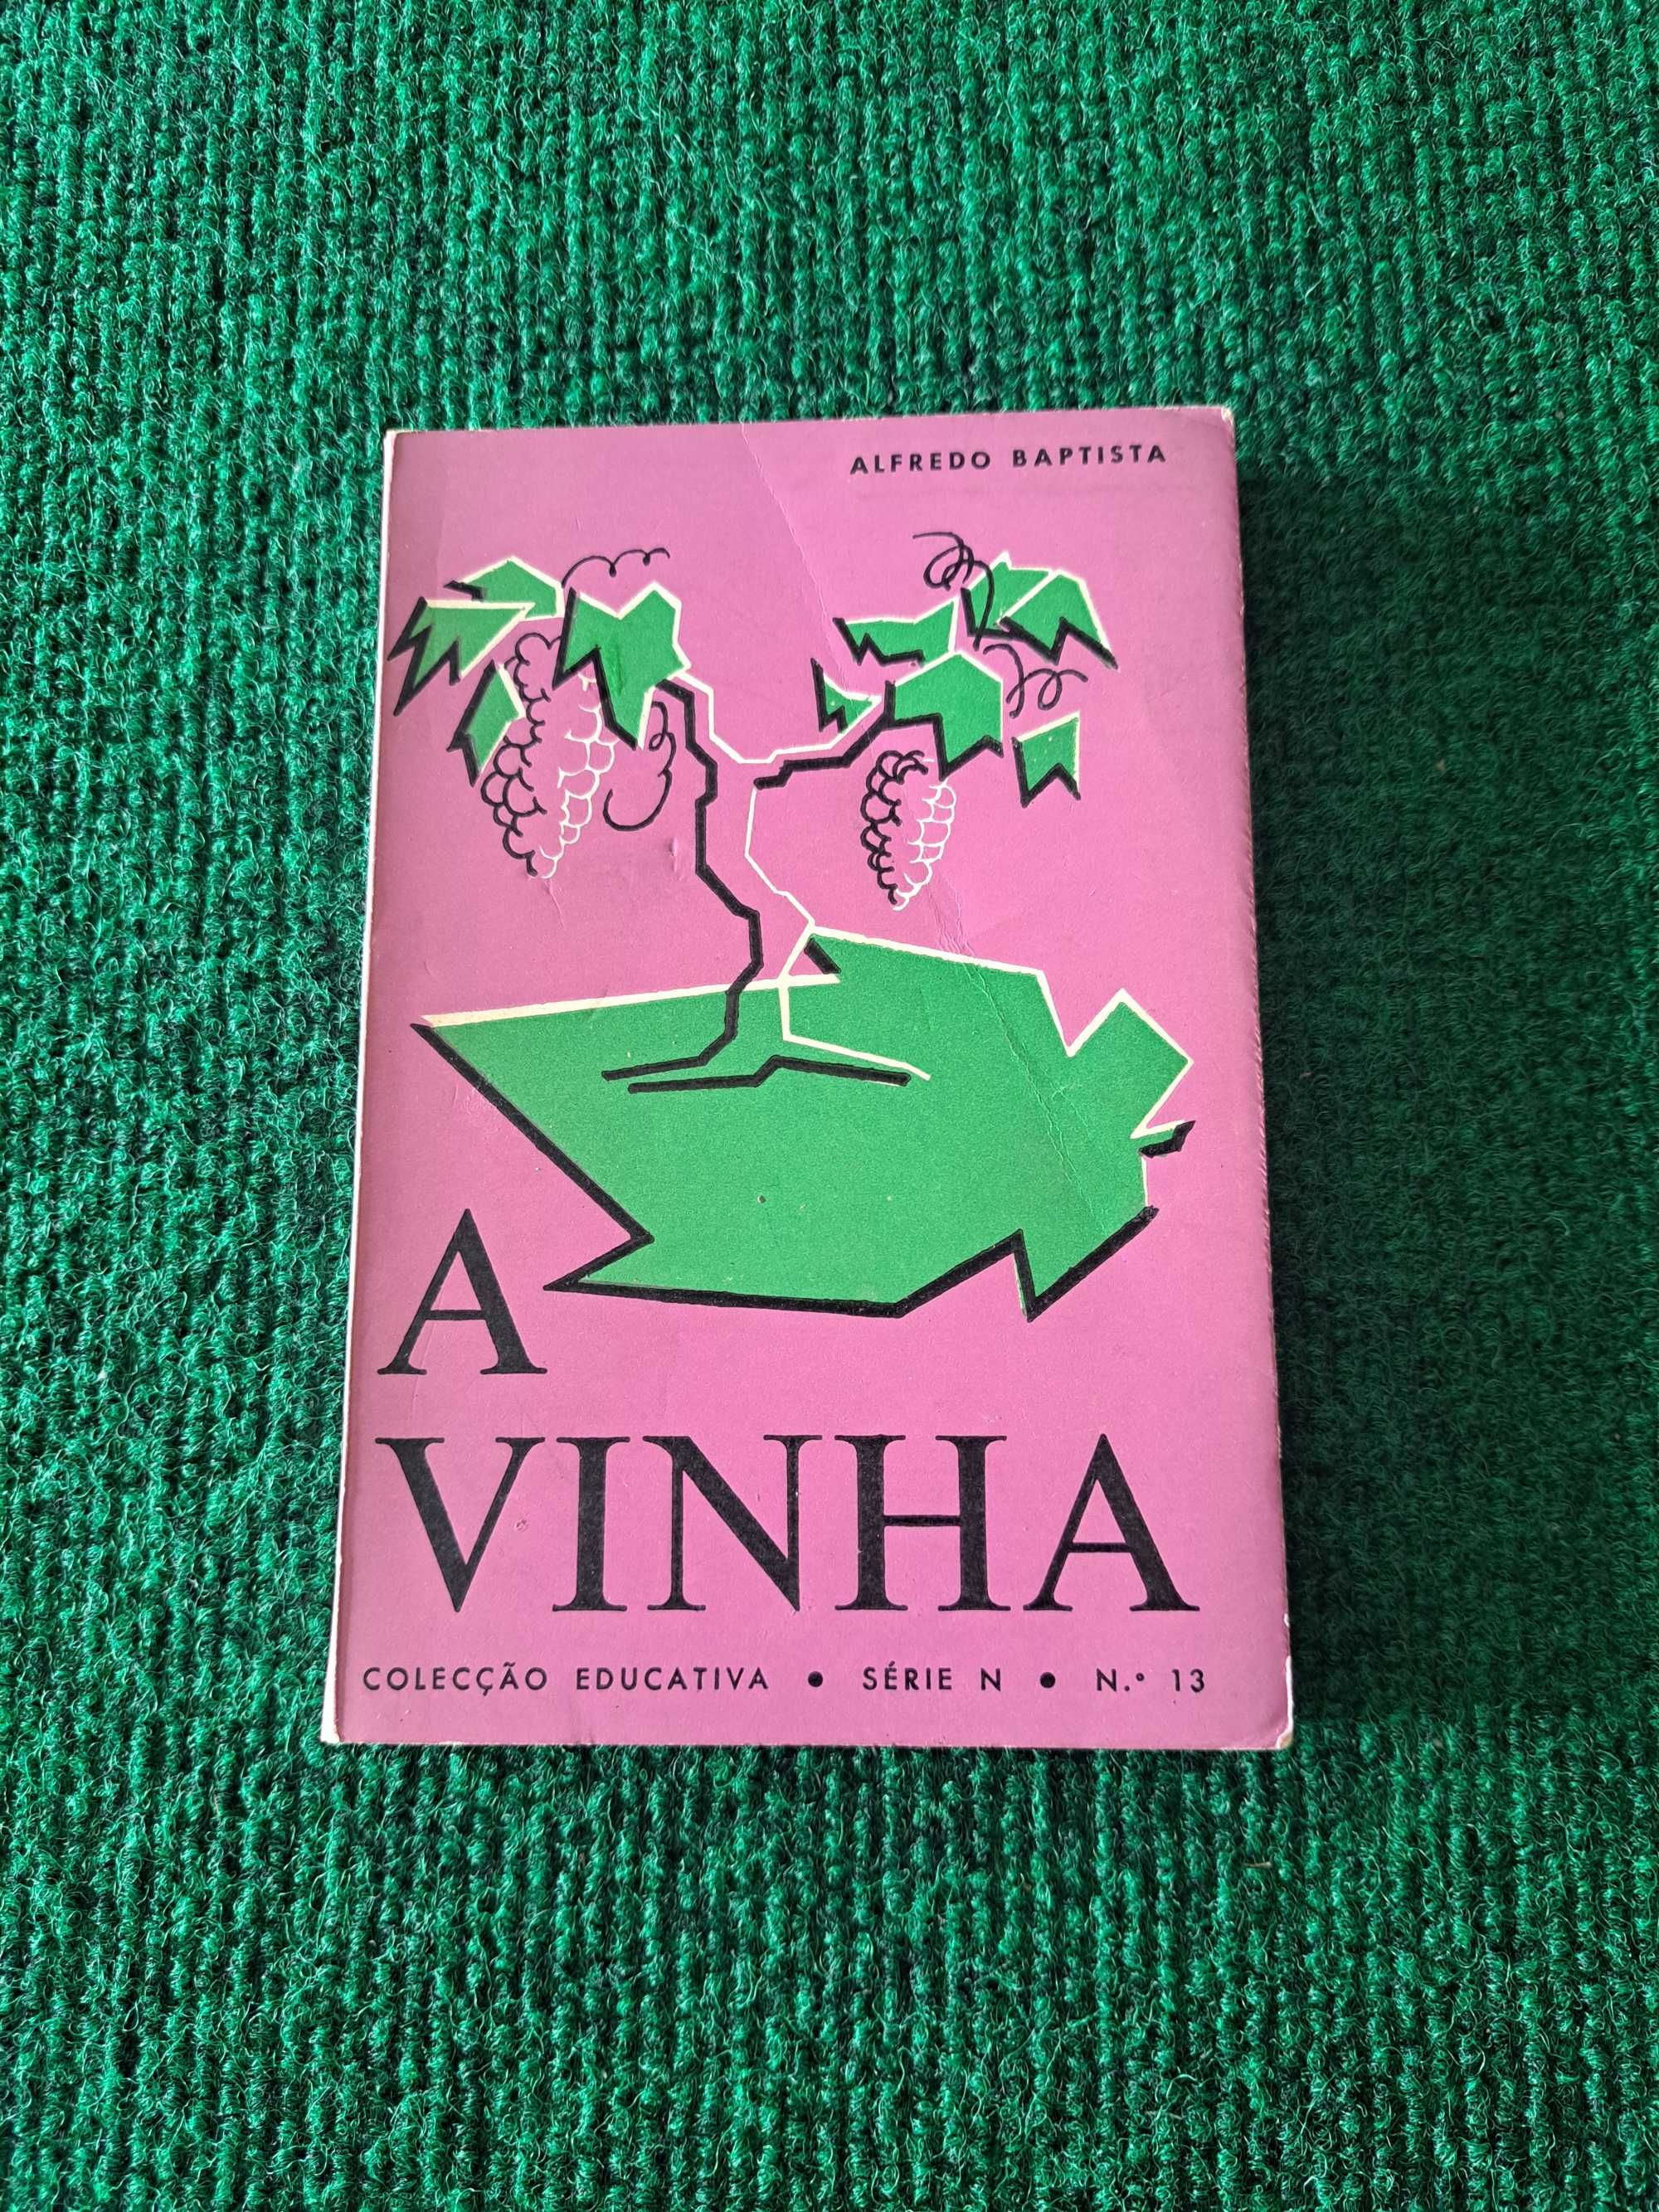 ALFREDO BAPTISTA
A
VINHA
COLECÇÃO EDUCATIVA • SÉRIE N • N.º 13